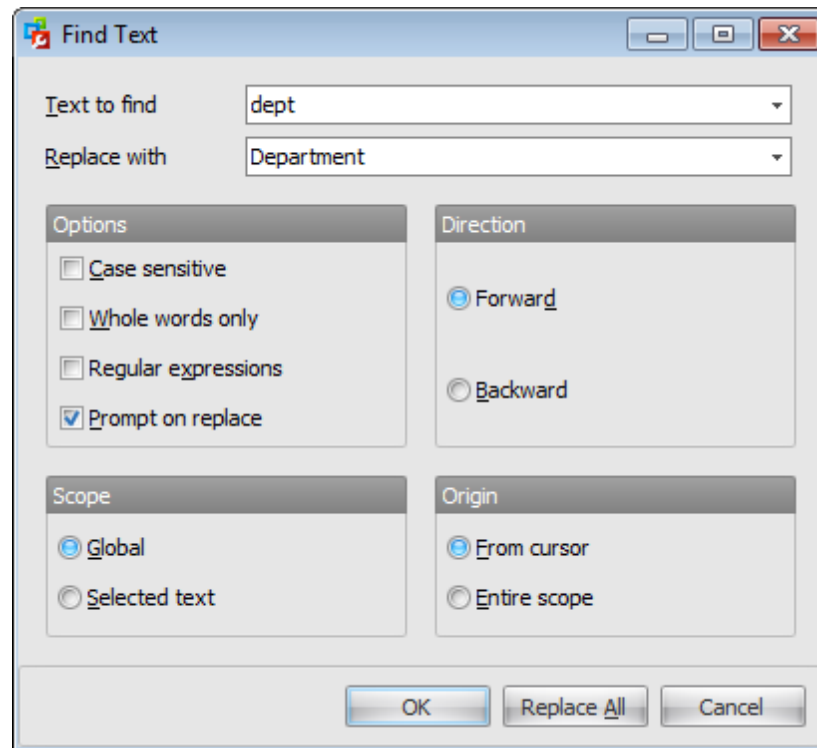 Find Text
Text to find dept
Replace with Department
Options
Case sensitive
Whole words only
Regular expressions
Prompt on replace
Direction
Forward
Backward
Scope
Global
Selected text
Origin
From cursor
Entire scope
OK Replace All Cancel